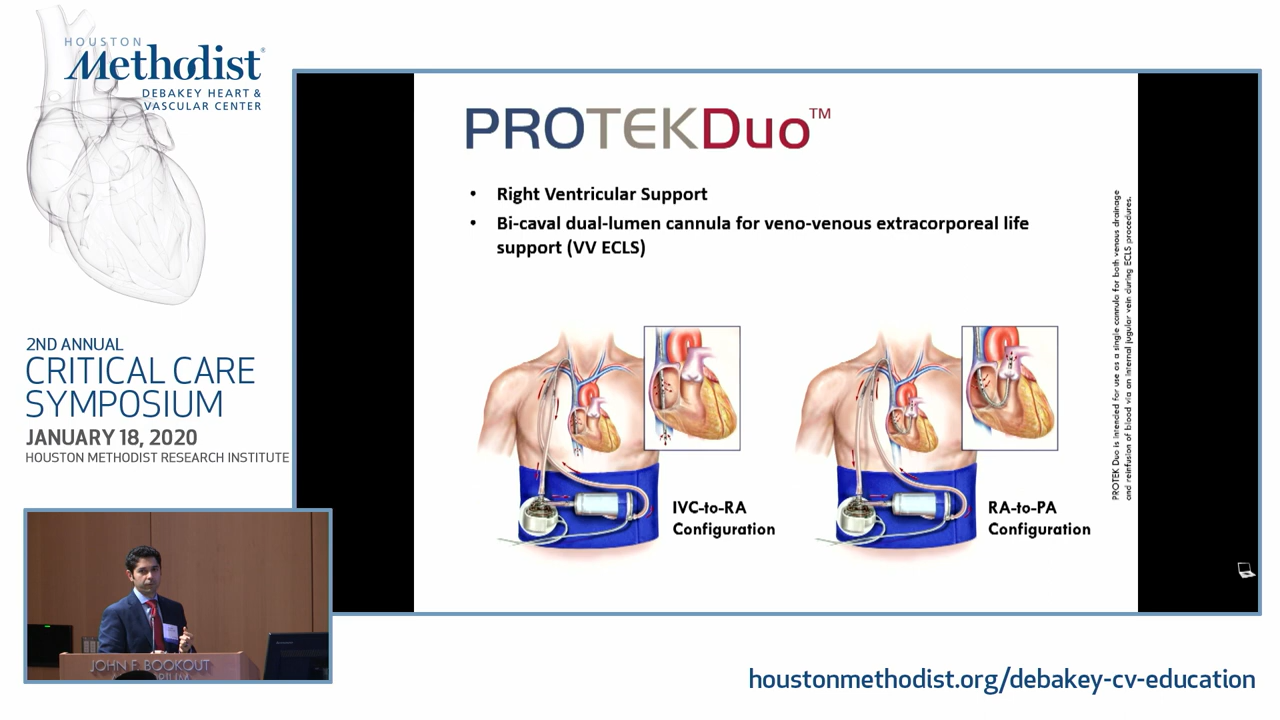 HOUSTON
Methodist®
DEBAKEY HEART &
VASCULAR CENTER
2ND ANNUAL
CRITICAL CARE
SYMPOSIUM
JANUARY 18, 2020
HOUSTON METHODIST RESEARCH INSTITUTE
PROTEKDuo™
• Right Ventricular Support
• Bi-caval dual-lumen cannula for veno-venous extracorporeal life
support (VV ECLS)
IVC-to-RA
Configuration
RA-to-PA
Configuration
PROTEK Duo is intended for use as a single cannula for both venous drainage
and reinfusion of blood via an internal jugular vein during ECLS procedures.
JOHN F. BOOKOUT
houstonmethodist.org/debakey-cv-education